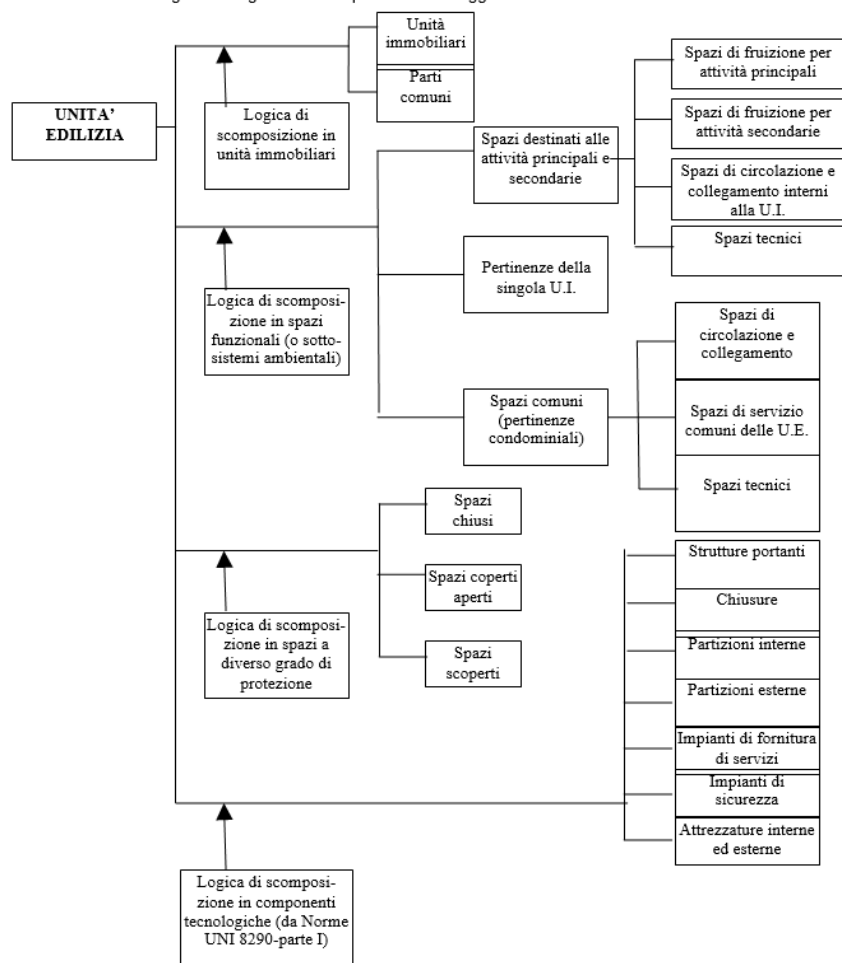 UNITA’
EDILIZIA
Logica di
scomposizione in
unità immobiliari
Unità
immobiliari
Parti
comuni
Logica di scomposi-
zione in spazi
funzionali (o sotto-
sistemi ambientali)
Spazi destinati alle
attività principali e
secondarie
Spazi di fruizione per
attività principali
Spazi di fruizione per
attività secondarie
Spazi di circolazione e
collegamento interni
alla U.I.
Spazi tecnici
Pertinenze della
singola U.I.
Spazi comuni
(pertinenze
condominiali)
Spazi di
circolazione e
collegamento
Spazi di servizio
comuni delle U.E.
Spazi tecnici
Logica di scomposi-
zione in spazi a
diverso grado di
protezione
Spazi
chiusi
Spazi coperti
aperti
Spazi
scoperti
Logica di scomposi-
zione in componenti
tecnologiche (da Norme
UNI 8290-parte I)
Strutture portanti
Chiusure
Partizioni interne
Partizioni esterne
Impianti di fornitura
di servizi
Impianti di
sicurezza
Attrezzature interne
ed esterne